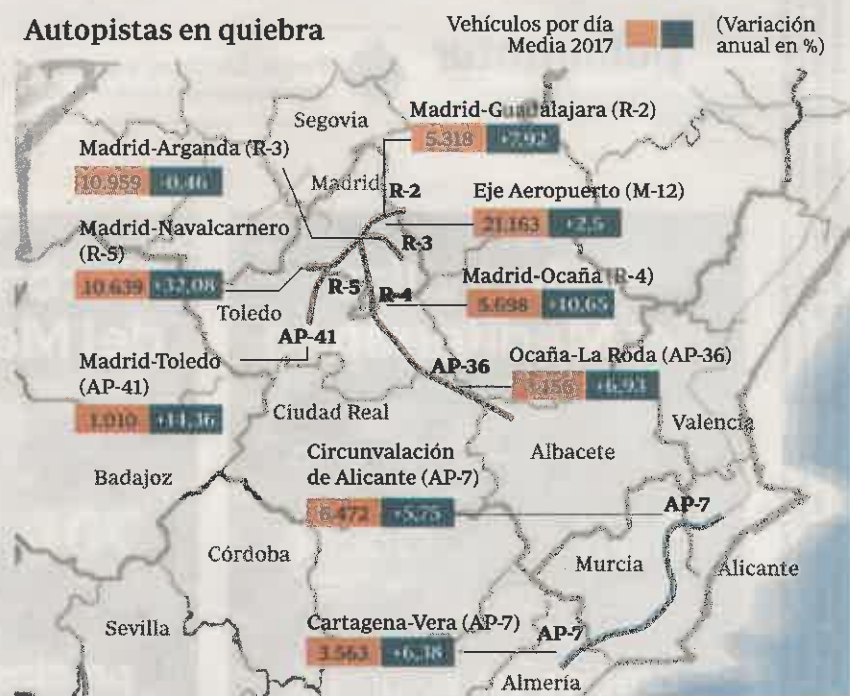 Autopistas en quiebra
Vehículos por día
Media 2017
(Variación
anual en %)
Segovia
Madrid-Guadalajara (R-2)
5.318 +7.92
Madrid-Arganda (R-3)
10.959 -0.46
Madrid
R-2
Eje Aeropuerto (M-12)
21.163 +2.5
Madrid-Navalcarnero
(R-5)
10.639 +32.08
R-3
Madrid-Ocaña (R-4)
5.698 +10.65
R-5
R-4
Toledo
AP-41
Madrid-Toledo
(AP-41)
1.010 +11.36
AP-36
Ocaña-La Roda (AP-36)
Ciudad Real
Valencia
Albacete
Circunvalación
de Alicante (AP-7)
+5.75
Badajoz
AP-7
Córdoba
Murcia
Alicante
Sevilla
Cartagena-Vera (AP-7)
3.563 +6.38
AP-7
Almería